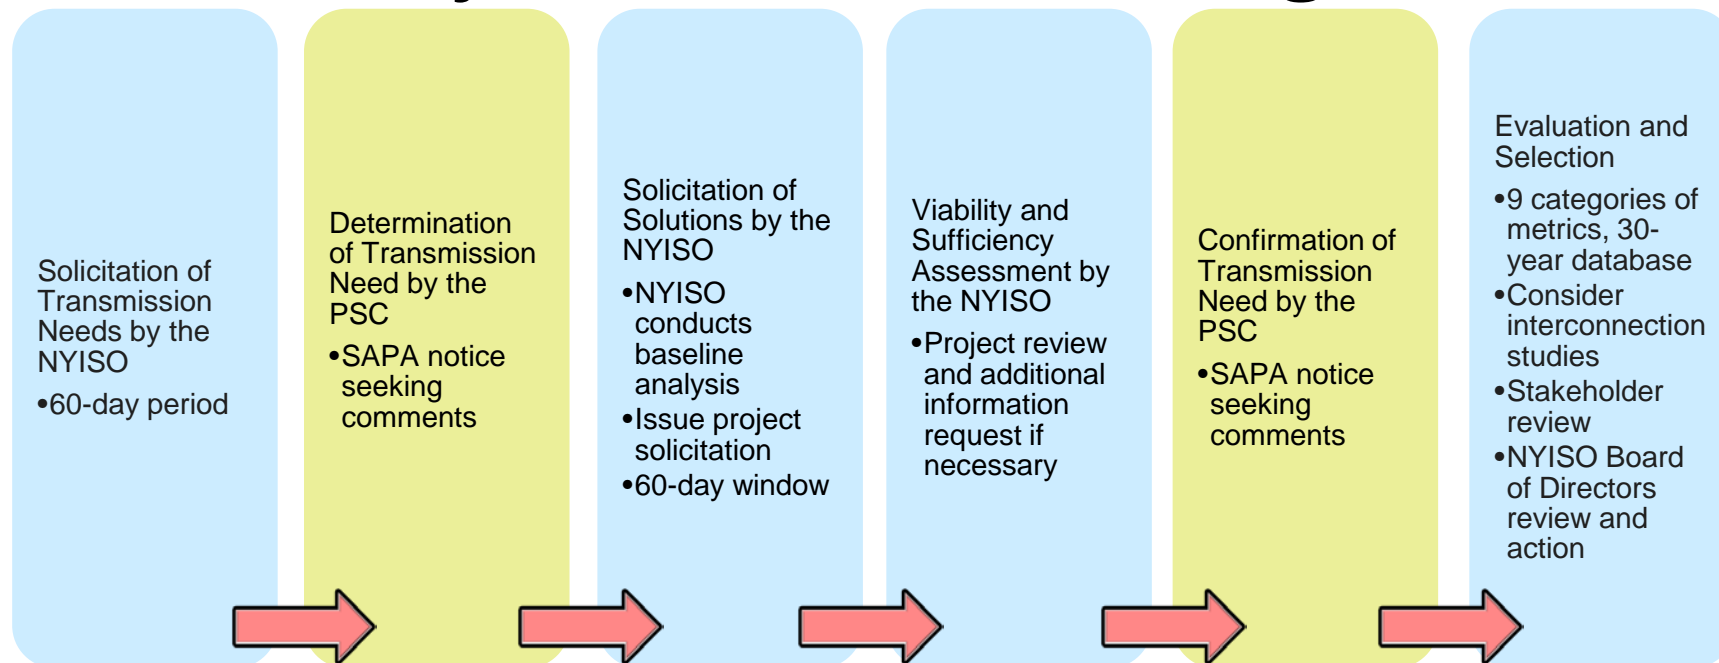 Solicitation of
Transmission
Needs by the
NYISO
•60-day period
Determination
of Transmission
Need by the
PSC
•SAPA notice
seeking
comments
Solicitation of
Solutions by the
NYISO
•NYISO
conducts
baseline
analysis
•Issue project
solicitation
•60-day window
Viability and
Sufficiency
Assessment by
the NYISO
•Project review
and additional
information
request if
necessary
Confirmation of
Transmission
Need by the
PSC
•SAPA notice
seeking
comments
Evaluation and
Selection
•9 categories of
metrics, 30-
year database
•Consider
interconnection
studies
•Stakeholder
review
•NYISO Board
of Directors
review and
action